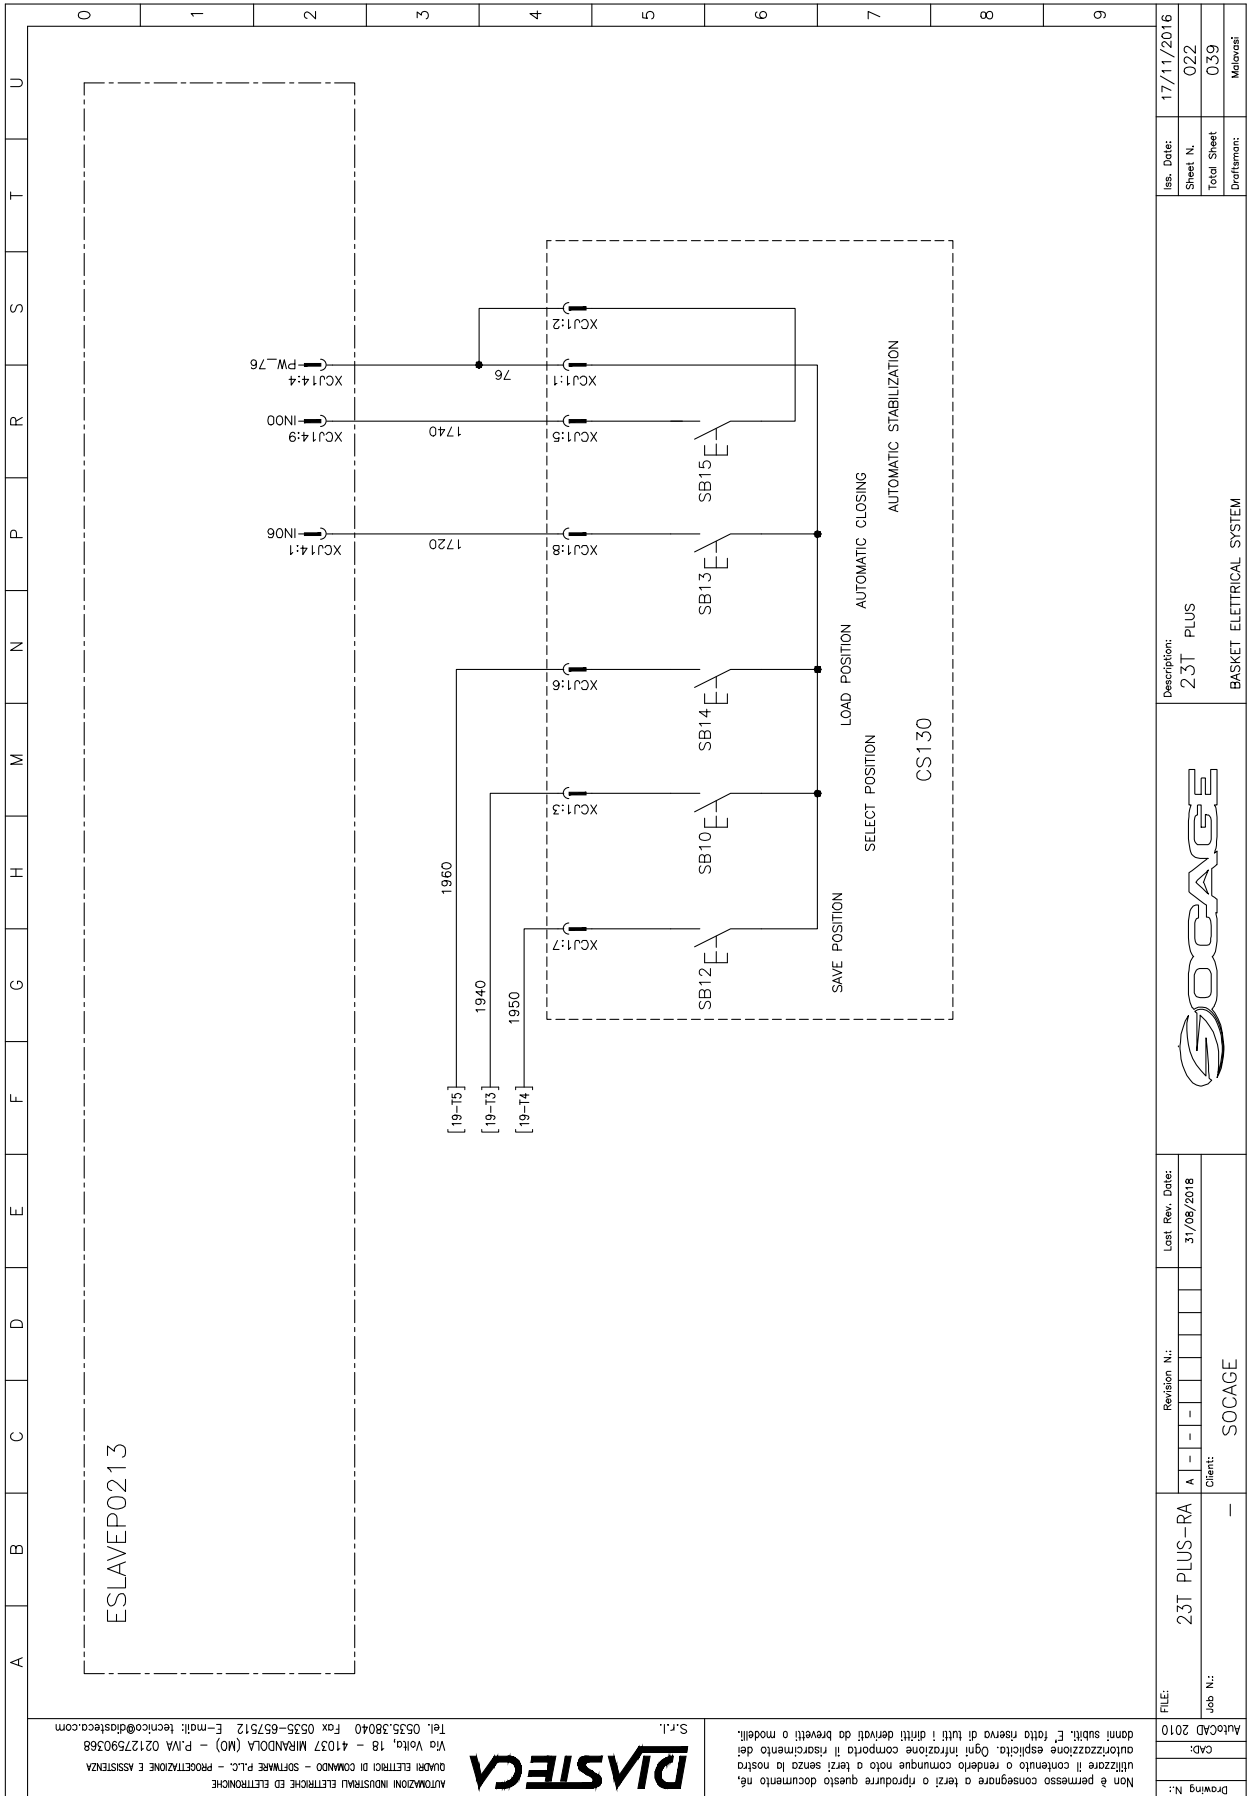 A B C D E F G H M N P R S T U
0
1
2
3
4
5
6
7
8
9
ESLAVEP0213
IN06
XCJ14:1
IN00
XCJ14:9
PW_76
XCJ14:4
1720
1740
76
1960
1940
1950
[19-T5]
[19-T3]
[19-T4]
XCJ1:7
XCJ1:3
XCJ1:6
XCJ1:8
XCJ1:5
XCJ1:1
XCJ1:2
SB12
SB10
SB14
SB13
SB15
SAVE POSITION
SELECT POSITION
LOAD POSITION
AUTOMATIC CLOSING
AUTOMATIC STABILIZATION
CS130
AUTOMAZIONI INDUSTRIALI ELETTRICHE ED ELETTRONICHE
QUADRI ELETTRICI DI COMANDO - SOFTWARE P.L.C. - PROGETTAZIONE E ASSISTENZA
Via Volta, 18 - 41037 MIRANDOLA (MO) - P.IVA 02127590368
Tel. 0535.38040 Fax 0535-657512 E-mail: tecnico@diasteca.com
DIASTECA
S.r.l.
Non è permesso consegnare a terzi o riprodurre questo documento, né,
utilizzare il contenuto o renderlo comunque noto a terzi senza la nostra
autorizzazzione esplicita. Ogni infrazione comporta il risarcimento dei
danni subiti. E' fatta riserva di tutti i diritti derivati da brevetti o modelli.
Drawing N.:
CAD:
AutoCAD 2010
FILE:
23T PLUS-RA
Job N.:
-
Revision N.:
A - - -
Last Rev. Date:
31/08/2018
Client:
SOCAGE
SOCAGE
Description:
23T PLUS
BASKET ELETTRICAL SYSTEM
Iss. Date:
17/11/2016
Sheet N.
022
Total Sheet
039
Draftsman:
Malavasi